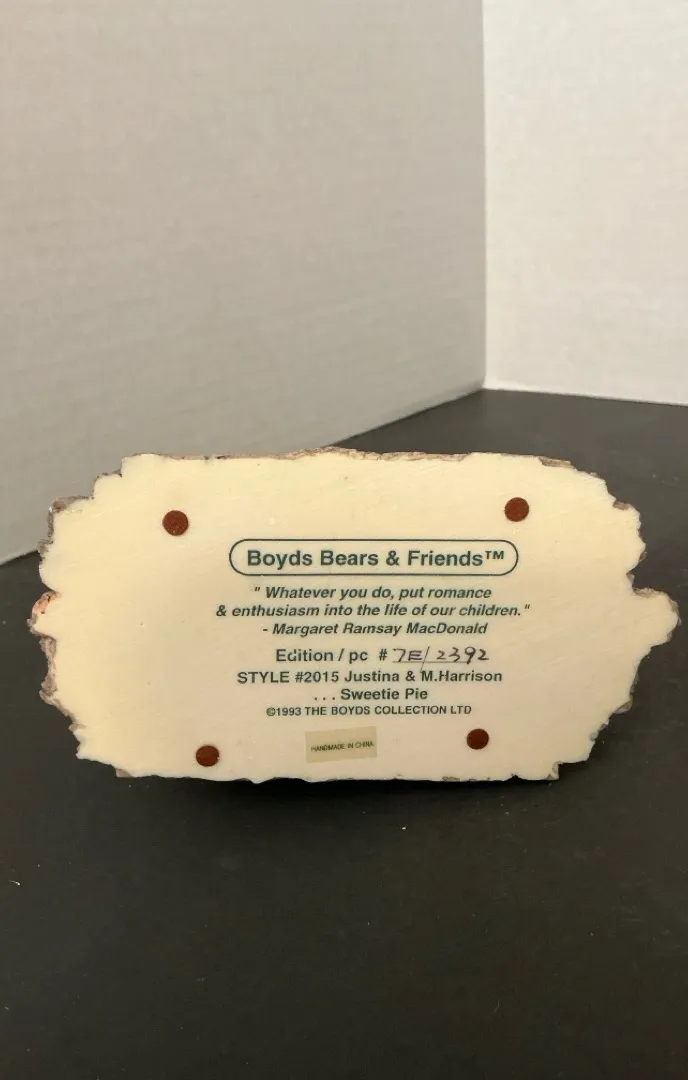 Boyds Bears & Friends™
" Whatever you do, put romance
& enthusiasm into the life of our children."
- Margaret Ramsay MacDonald
Edition / pc # 7E/2392
STYLE #2015 Justina & M.Harrison
. . . Sweetie Pie
©1993 THE BOYDS COLLECTION LTD
HANDMADE IN CHINA